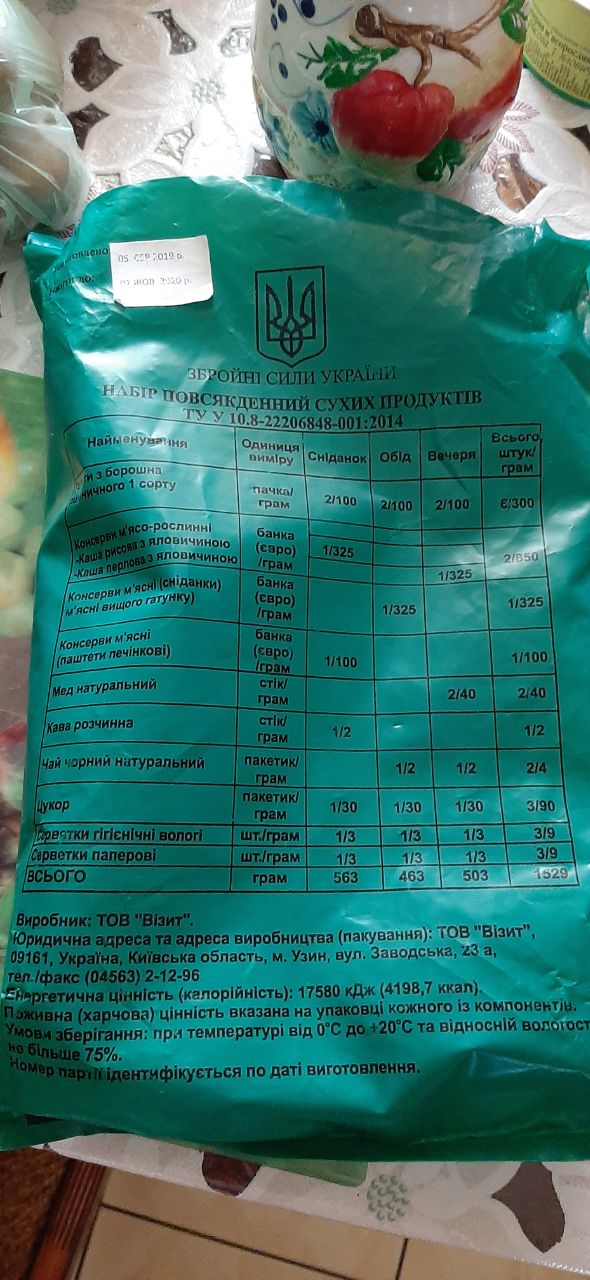 05 СЕР 2019 р.
ЖОВ 2020 р.
ЗБРОЙНІ СИЛИ УКРАЇНИ
НАБІР ПОВСЯКДЕННИЙ СУХИХ ПРОДУКТІВ
ТУ У 10.8-22206848-001:2014
Найменування Одиниця виміру Сніданок Обід Вечеря Всього, штук/ грам
з борошна
1 сорту пачка/ грам 2/100 2/100 2/100 6/300
Консерви м'ясо-рослинні банка
-Каша рисова з яловичиною (євро) 1/325 2/650
-Каша перлова з яловичиною /грам 1/325
Консерви м'ясні (сніданки) банка
м'ясні вищого гатунку) (євро) /грам 1/325 1/325
Консерви м'ясні банка
(паштети печінкові) (євро) /грам 1/100 1/100
Мед натуральний стік/ грам 2/40 2/40
Кава розчинна стік/ грам 1/2 1/2
Чай чорний натуральний пакетик/ грам 1/2 1/2 2/4
Цукор пакетик/ грам 1/30 1/30 1/30 3/90
Серветки гігієнічні вологі шт./грам 1/3 1/3 1/3 3/9
Серветки паперові шт./грам 1/3 1/3 1/3 3/9
ВСЬОГО грам 563 463 503 1529
Виробник: ТОВ "Візит".
Юридична адреса та адреса виробництва (пакування): ТОВ "Візит",
09161, Україна, Київська область, м. Узин, вул. Заводська, 23 а,
тел./факс (04563) 2-12-96
Енергетична цінність (калорійність): 17580 кДж (4198,7 ккал).
Поживна (харчова) цінність вказана на упаковці кожного із компонентів.
Умови зберігання: при температурі від 0°С до +20°С та відносній вологост
не більше 75%.
Номер партії ідентифікується по даті виготовлення.